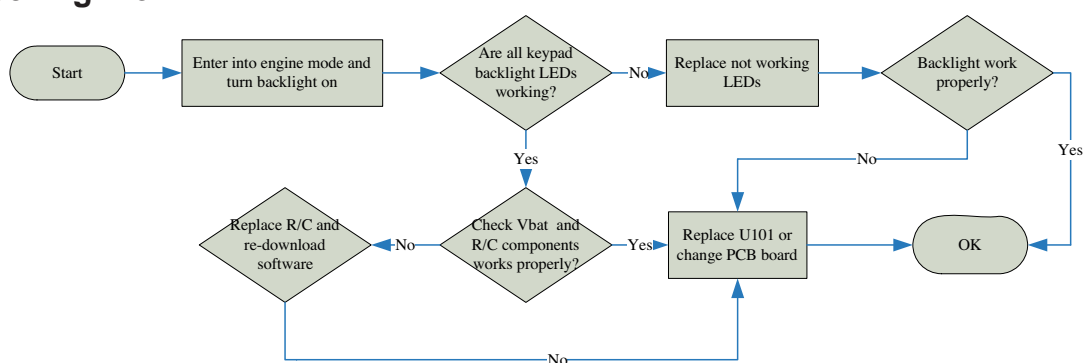 Start
Enter into engine mode and
turn backlight on
Are all keypad
backlight LEDs
working?
No
Replace not working
LEDs
Backlight work
properly?
Yes
No
Yes
Replace R/C and
re-download
software
No
Check Vbat and
R/C components
works properly?
Yes
Replace U101 or
change PCB board
OK
No